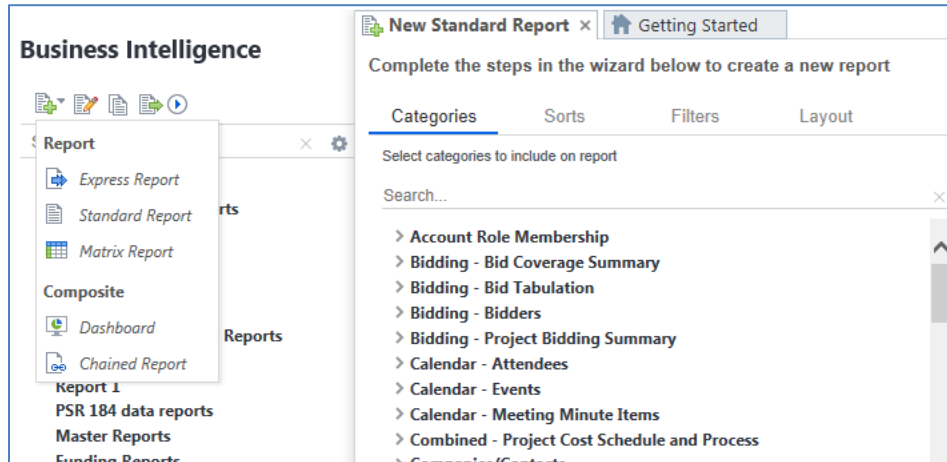 Business Intelligence
Report
Express Report
Standard Report
Matrix Report
Composite
Dashboard
Chained Report
rts
Reports
Report 1
PSR 184 data reports
Master Reports
Funding Reports
New Standard Report ×
Getting Started
Complete the steps in the wizard below to create a new report
Categories Sorts Filters Layout
Select categories to include on report
Search...
Account Role Membership
Bidding - Bid Coverage Summary
Bidding - Bid Tabulation
Bidding - Bidders
Bidding - Project Bidding Summary
Calendar - Attendees
Calendar - Events
Calendar - Meeting Minute Items
Combined - Project Cost Schedule and Process
Companies/Contacts